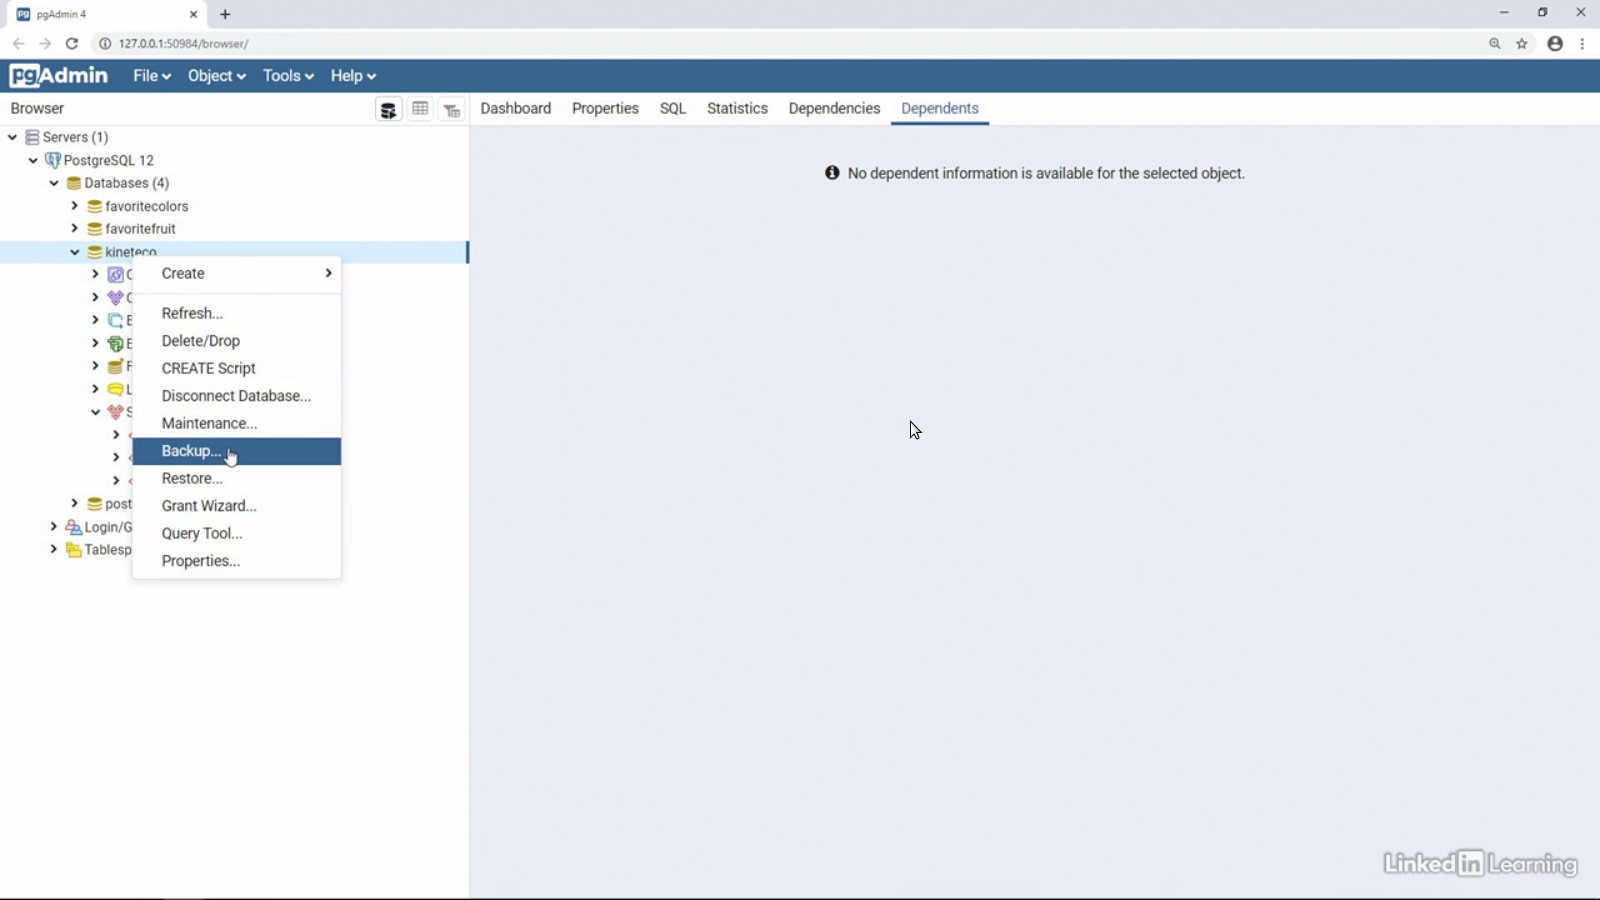 pgAdmin 4
127.0.0.1:50984/browser/
pgAdmin File Object Tools Help
Browser
Dashboard Properties SQL Statistics Dependencies Dependents
Servers (1)
PostgreSQL 12
Databases (4)
favoritecolors
favoritefruit
kineteco
C
C
E
E
F
L
S
post
Login/G
Tablesp
Create
Refresh...
Delete/Drop
CREATE Script
Disconnect Database...
Maintenance...
Backup...
Restore...
Grant Wizard...
Query Tool...
Properties...
No dependent information is available for the selected object.
Linked in Learning